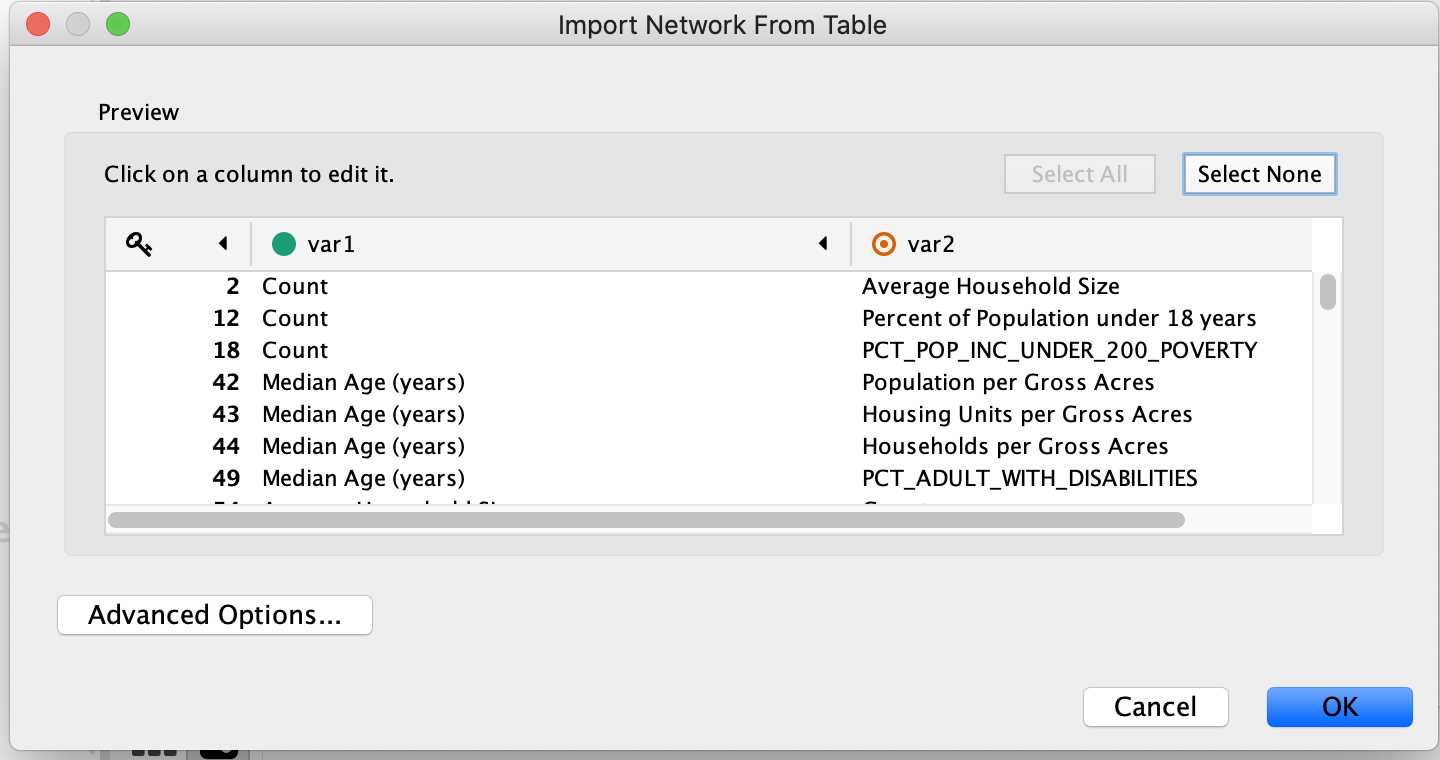 Import Network From Table
Preview
Click on a column to edit it.
Select All
Select None
var1
var2
2 Count Average Household Size
12 Count Percent of Population under 18 years
18 Count PCT_POP_INC_UNDER_200_POVERTY
42 Median Age (years) Population per Gross Acres
43 Median Age (years) Housing Units per Gross Acres
44 Median Age (years) Households per Gross Acres
49 Median Age (years) PCT_ADULT_WITH_DISABILITIES
Advanced Options...
Cancel
OK